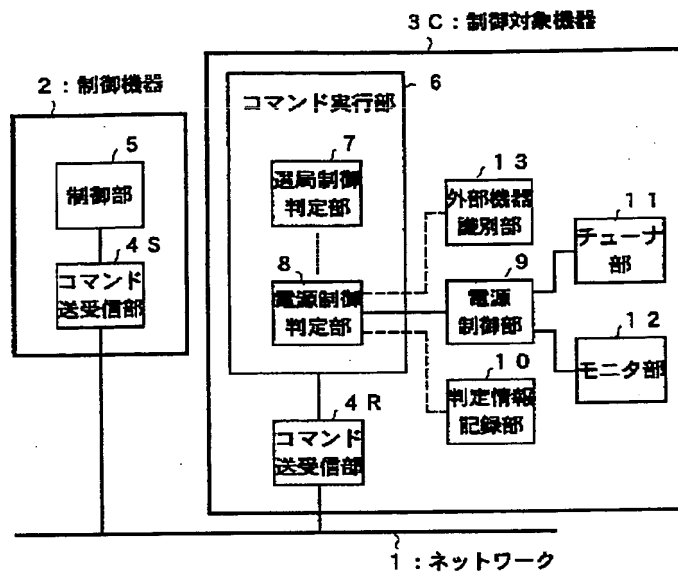 3C：制御対象機器
2：制御機器
6
コマンド実行部
5
制御部
7
選局制御
判定部
13
外部機器
識別部
11
チューナ
部
4S
コマンド
送受信部
8
電源制御
判定部
9
電源
制御部
12
モニタ部
10
判定情報
記録部
4R
コマンド
送受信部
1：ネットワーク